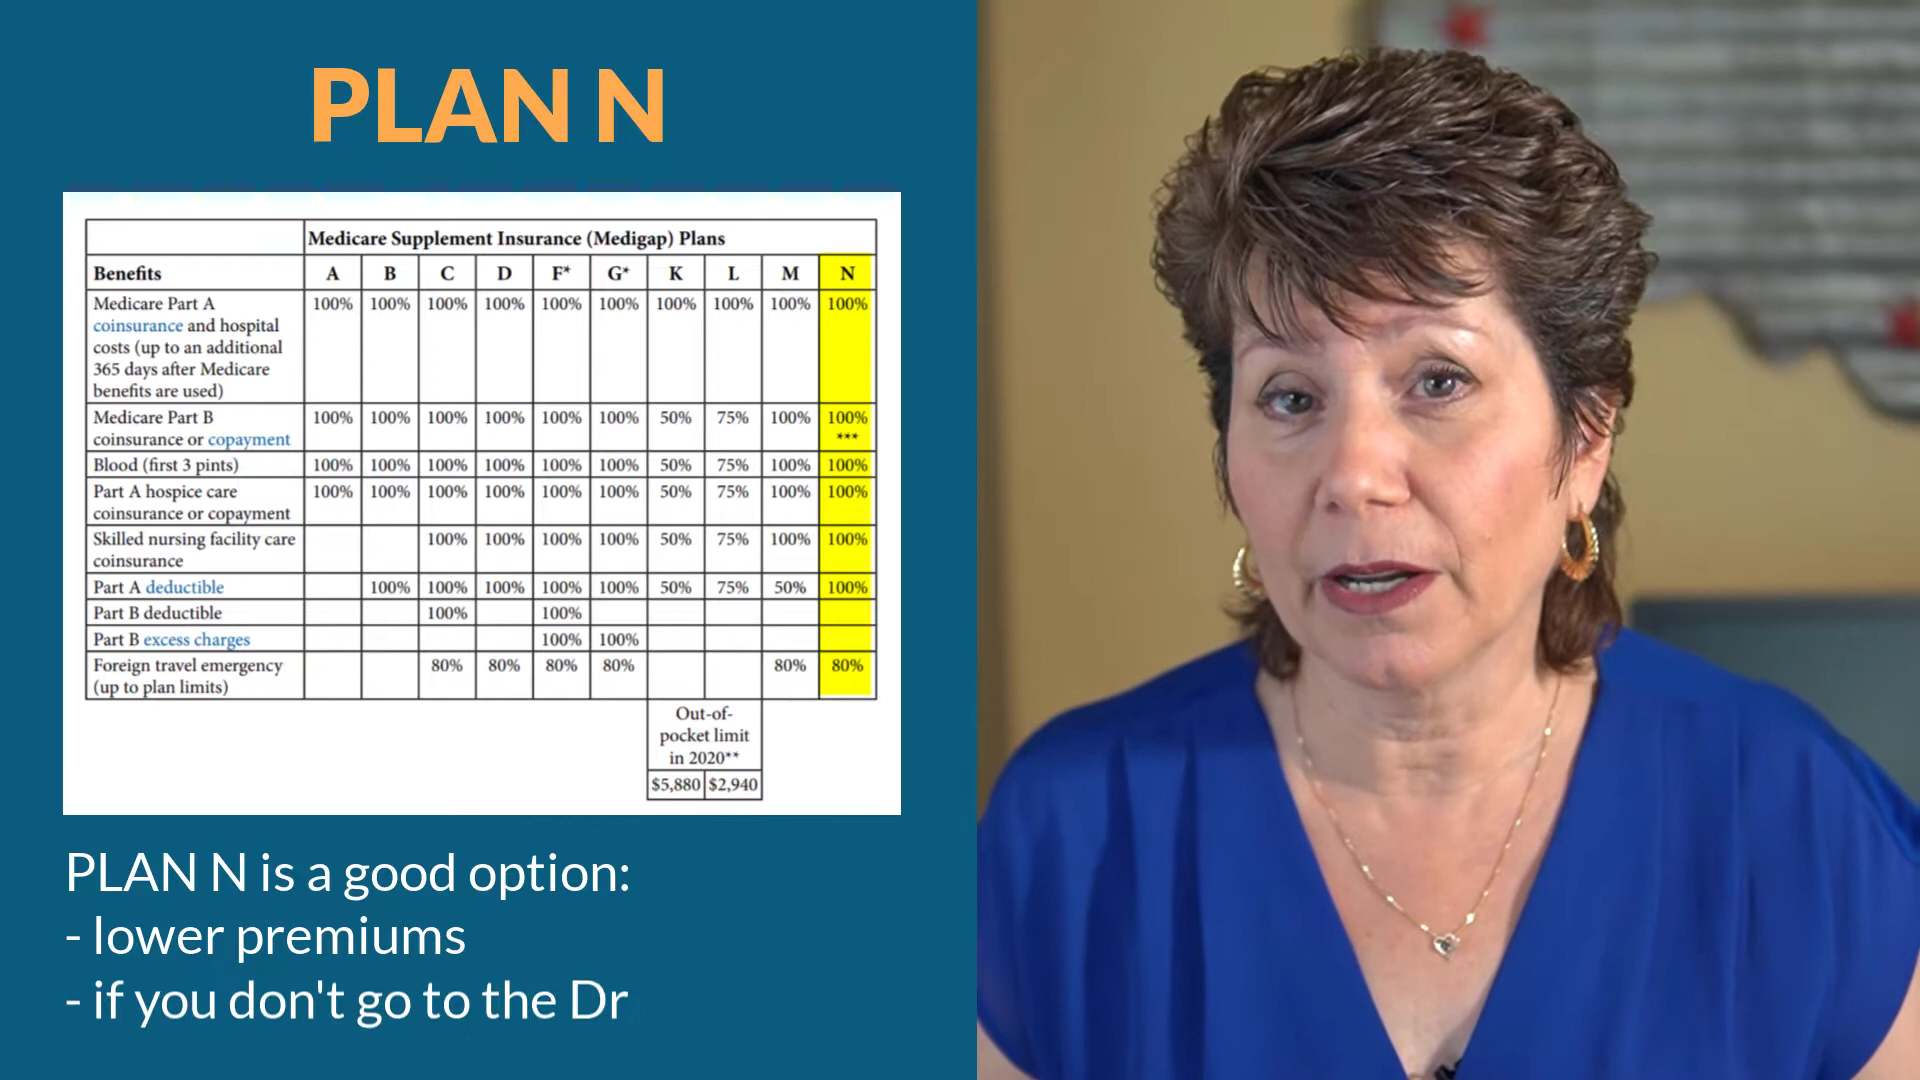 PLAN N
Medicare Supplement Insurance (Medigap) Plans
Benefits A B C D F* G* K L M N
Medicare Part A 100% 100% 100% 100% 100% 100% 100% 100% 100% 100%
coinsurance and hospital
costs (up to an additional
365 days after Medicare
benefits are used)
Medicare Part B 100% 100% 100% 100% 100% 100% 50% 75% 100% 100%
coinsurance or copayment ***
Blood (first 3 pints) 100% 100% 100% 100% 100% 100% 50% 75% 100% 100%
Part A hospice care 100% 100% 100% 100% 100% 100% 50% 75% 100% 100%
coinsurance or copayment
Skilled nursing facility care 100% 100% 100% 100% 50% 75% 100% 100%
coinsurance
Part A deductible 100% 100% 100% 100% 100% 50% 75% 50% 100%
Part B deductible 100% 100%
Part B excess charges 100% 100%
Foreign travel emergency 80% 80% 80% 80% 80% 80%
(up to plan limits)
Out-of-
pocket limit
in 2020**
$5,880 $2,940
PLAN N is a good option:
- lower premiums
- if you don't go to the Dr